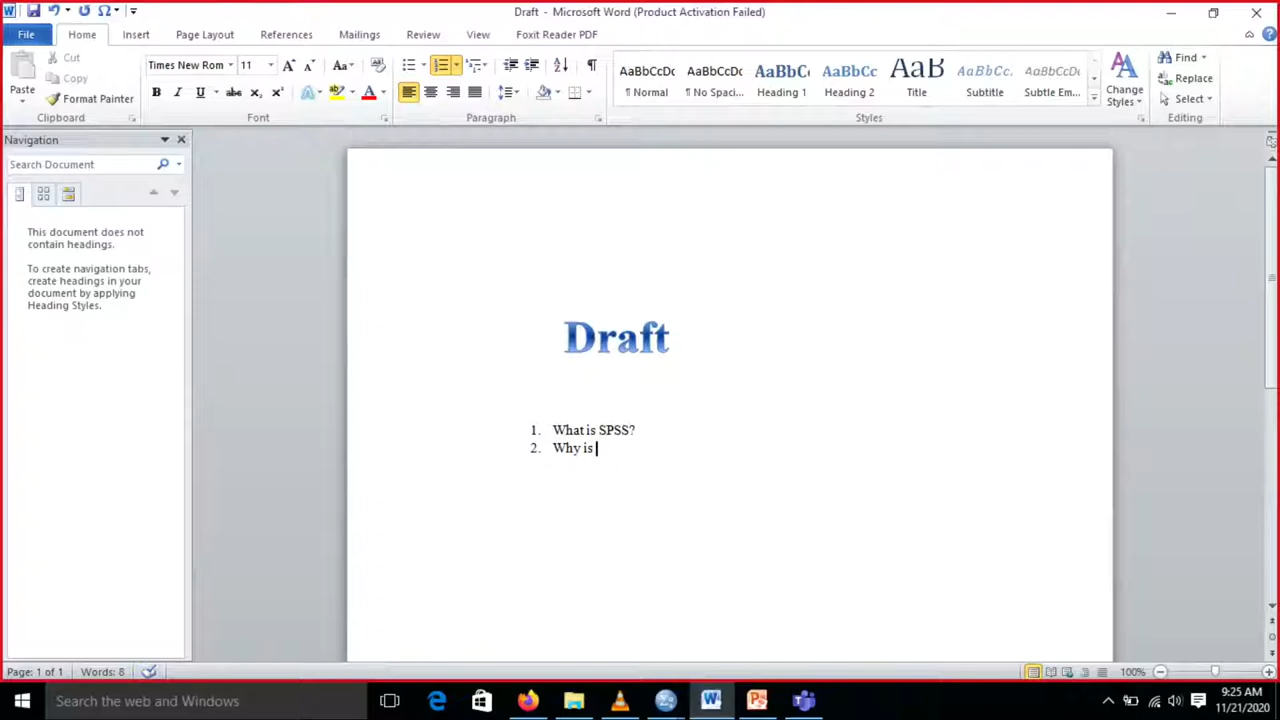 Draft - Microsoft Word (Product Activation Failed)
File Home Insert Page Layout References Mailings Review View Foxit Reader PDF
Paste
Cut
Copy
Format Painter
Clipboard
Times New Rom 11
Font
Paragraph
AaBbCcDc AaBbCcDc AaBbC AaBbCc AaB AaBbCc. AaBbCcDc
¶ Normal ¶ No Spaci... Heading 1 Heading 2 Title Subtitle Subtle Em...
Change
Styles
Styles
Find
Replace
Select
Editing
Navigation
Search Document
This document does not
contain headings.
To create navigation tabs,
create headings in your
document by applying
Heading Styles.
Draft
1. What is SPSS?
2. Why is
Page: 1 of 1 Words: 8
100%
Search the web and Windows
9:25 AM
11/21/2020